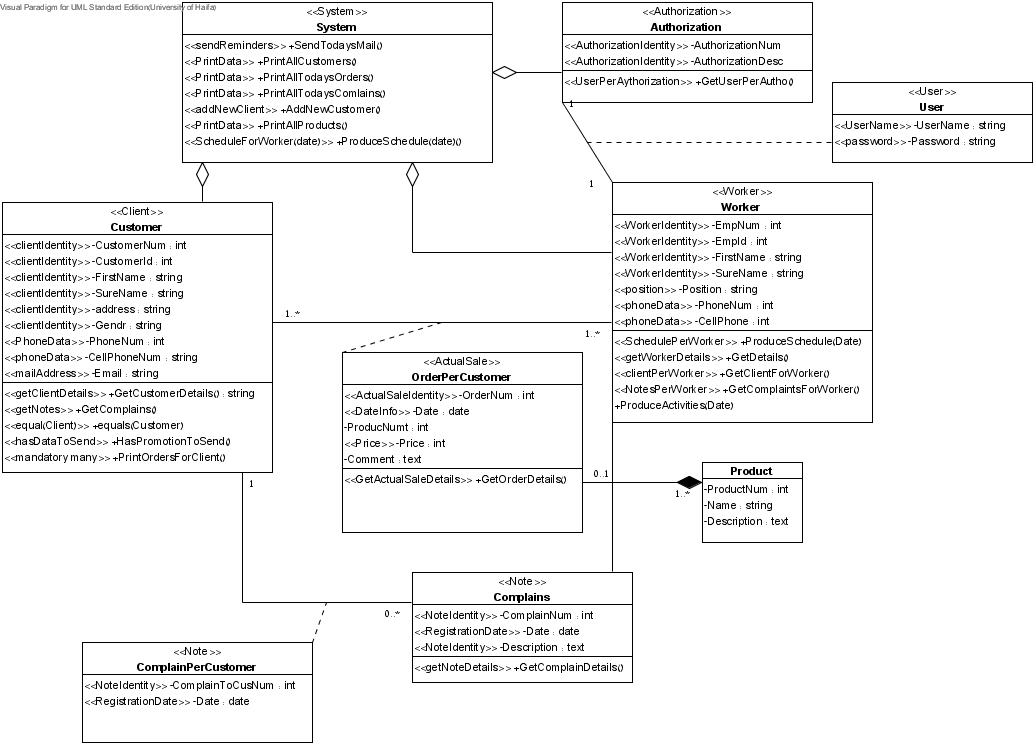 Visual Paradigm for UML Standard Edition(University of Haifa)
<<System>>
System
<<sendReminders>> +SendTodaysMail()
<<PrintData>> +PrintAllCustomers()
<<PrintData>> +PrintAllTodaysOrders()
<<PrintData>> +PrintAllTodaysComlains()
<<addNewClient>> +AddNewCustomer()
<<PrintData>> +PrintAllProducts()
<<ScheduleForWorker(date)>> +ProduceSchedule(date)()
<<Authorization>>
Authorization
<<AuthorizationIdentity>> -AuthorizationNum
<<AuthorizationIdentity>> -AuthorizationDesc
<<UserPerAythorization>> +GetUserPerAutho()
1
<<User>>
User
<<UserName>> -UserName : string
<<password>> -Password : string
1
<<Client>>
Customer
<<clientIdentity>> -CustomerNum : int
<<clientIdentity>> -CustomerId : int
<<clientIdentity>> -FirstName : string
<<clientIdentity>> -SureName : string
<<clientIdentity>> -address : string
<<clientIdentity>> -Gendr : string
<<PhoneData>> -PhoneNum : int
<<phoneData>> -CellPhoneNum : string
<<mailAddress>> -Email : string
<<getClientDetails>> +GetCustomerDetails() : string
<<getNotes>> +GetComplains()
<<equal(Client)>> +equals(Customer)
<<hasDataToSend>> +HasPromotionToSend()
<<mandatory many>> +PrintOrdersForClient()
<<Worker>>
Worker
<<WorkerIdentity>> -EmpNum : int
<<WorkerIdentity>> -EmpId : int
<<WorkerIdentity>> -FirstName : string
<<WorkerIdentity>> -SureName : string
<<position>> -Position : string
<<phoneData>> -PhoneNum : int
<<phoneData>> -CellPhone : int
<<SchedulePerWorker>> +ProduceSchedule(Date)
<<getWorkerDetails>> +GetDetails()
<<clientPerWorker>> +GetClientForWorker()
<<NotesPerWorker>> +GetComplaintsForWorker()
+ProduceActivities(Date)
1..*
1..*
<<ActualSale>>
OrderPerCustomer
<<ActualSaleIdentity>> -OrderNum : int
<<DateInfo>> -Date : date
-ProducNumt : int
<<Price>> -Price : int
-Comment : text
<<GetActualSaleDetails>> +GetOrderDetails()
0..1
1..*
Product
-ProductNum : int
-Name : string
-Description : text
1
0..*
<<Note>>
Complains
<<NoteIdentity>> -ComplainNum : int
<<RegistrationDate>> -Date : date
<<NoteIdentity>> -Description : text
<<getNoteDetails>> +GetComplainDetails()
<<Note>>
ComplainPerCustomer
<<NoteIdentity>> -ComplainToCusNum : int
<<RegistrationDate>> -Date : date